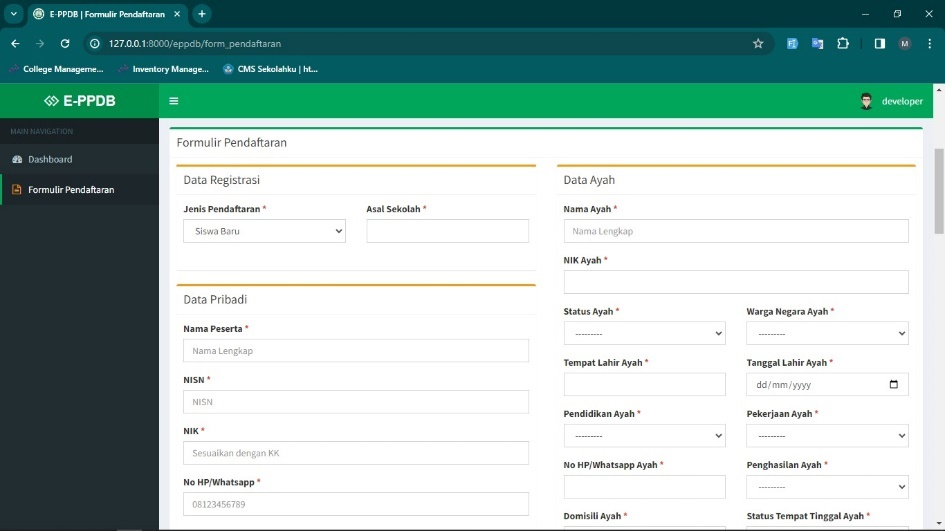 E-PPDB | Formulir Pendaftaran
127.0.0.1:8000/eppdb/form_pendaftaran
M
College Manageme...
Inventory Manage...
CMS Sekolahku | ht...
E-PPDB
developer
MAIN NAVIGATION
Dashboard
Formulir Pendaftaran
Formulir Pendaftaran
Data Registrasi
Jenis Pendaftaran *
Asal Sekolah *
Siswa Baru
Data Pribadi
Nama Peserta *
Nama Lengkap
NISN *
NISN
NIK *
Sesuaikan dengan KK
No HP/Whatsapp *
08123456789
Data Ayah
Nama Ayah *
Nama Lengkap
NIK Ayah *
Status Ayah *
Warga Negara Ayah *
---------
---------
Tempat Lahir Ayah *
Tanggal Lahir Ayah *
dd/mm/yyyy
Pendidikan Ayah *
Pekerjaan Ayah *
---------
---------
No HP/Whatsapp Ayah *
Penghasilan Ayah *
---------
Domisili Ayah *
Status Tempat Tinggal Ayah *